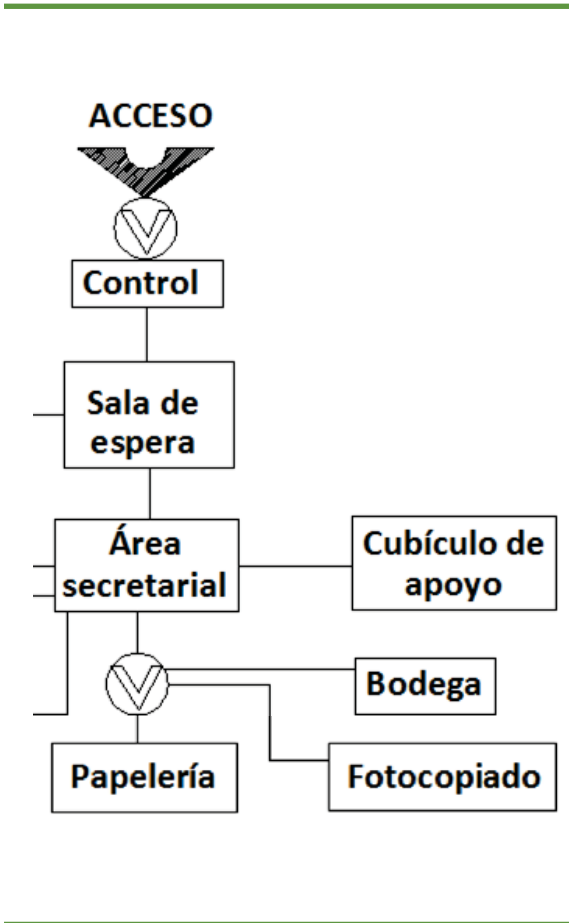 ACCESO
V
Control
Sala de
espera
Área
secretarial
Cubículo de
apoyo
V
Bodega
Papelería
Fotocopiado